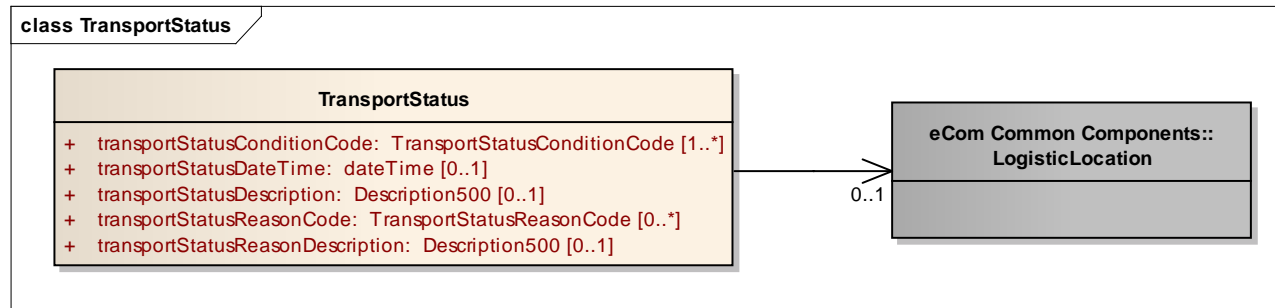 class TransportStatus
TransportStatus
+ transportStatusConditionCode: TransportStatusConditionCode [1..*]
+ transportStatusDateTime: dateTime [0..1]
+ transportStatusDescription: Description500 [0..1]
+ transportStatusReasonCode: TransportStatusReasonCode [0..*]
+ transportStatusReasonDescription: Description500 [0..1]
0..1
eCom Common Components::
LogisticLocation